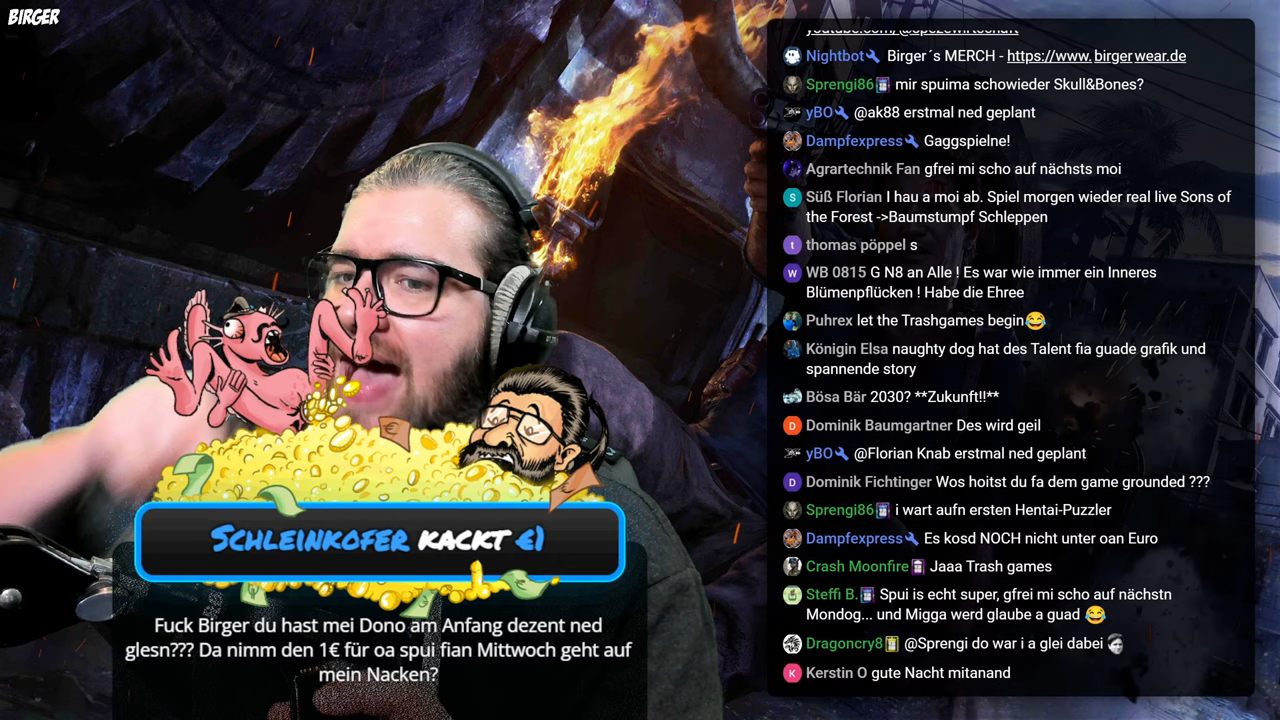 BIRGER
youtube.com/@spezewirtschaft
Nightbot Birger´s MERCH - https://www.birgerwear.de
Sprengi86 mir spuima schowieder Skull&Bones?
yBO @ak88 erstmal ned geplant
Dampfexpress Gaggspielne!
Agrartechnik Fan gfrei mi scho auf nächsts moi
S Süß Florian I hau a moi ab. Spiel morgen wieder real live Sons of
the Forest ->Baumstumpf Schleppen
t thomas pöppel s
W WB 0815 G N8 an Alle ! Es war wie immer ein Inneres
Blümenpflücken ! Habe die Ehree
Puhrex let the Trashgames begin😂
Königin Elsa naughty dog hat des Talent fia guade grafik und
spannende story
Bösa Bär 2030? **Zukunft!!**
D Dominik Baumgartner Des wird geil
yBO @Florian Knab erstmal ned geplant
D Dominik Fichtinger Wos hoitst du fa dem game grounded ???
Sprengi86 i wart aufn ersten Hentai-Puzzler
Dampfexpress Es kosd NOCH nicht unter oan Euro
Crash Moonfire Jaaa Trash games
Steffi B. Spui is echt super, gfrei mi scho auf nächstn
Mondog... und Migga werd glaube a guad 😂
Dragoncry8 @Sprengi do war i a glei dabei
K Kerstin O gute Nacht mitanand
SCHLEINKOFER KACKT €1
Fuck Birger du hast mei Dono am Anfang dezent ned
glesn??? Da nimm den 1€ für oa spui fian Mittwoch geht auf
mein Nacken?